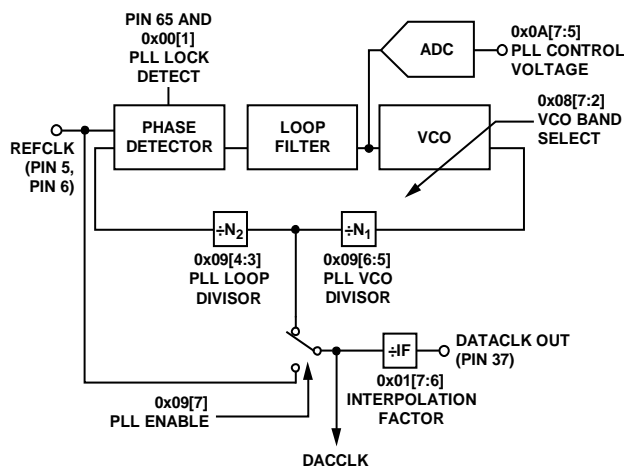 PIN 65 AND
0x00[1]
PLL LOCK
DETECT
ADC
0x0A[7:5]
PLL CONTROL
VOLTAGE
0x08[7:2]
VCO BAND
SELECT
REFCLK
(PIN 5,
PIN 6)
PHASE
DETECTOR
LOOP
FILTER
VCO
÷N2
0x09[4:3]
PLL LOOP
DIVISOR
÷N1
0x09[6:5]
PLL VCO
DIVISOR
÷IF
DATACLK OUT
(PIN 37)
0x01[7:6]
INTERPOLATION
FACTOR
0x09[7]
PLL ENABLE
DACCLK